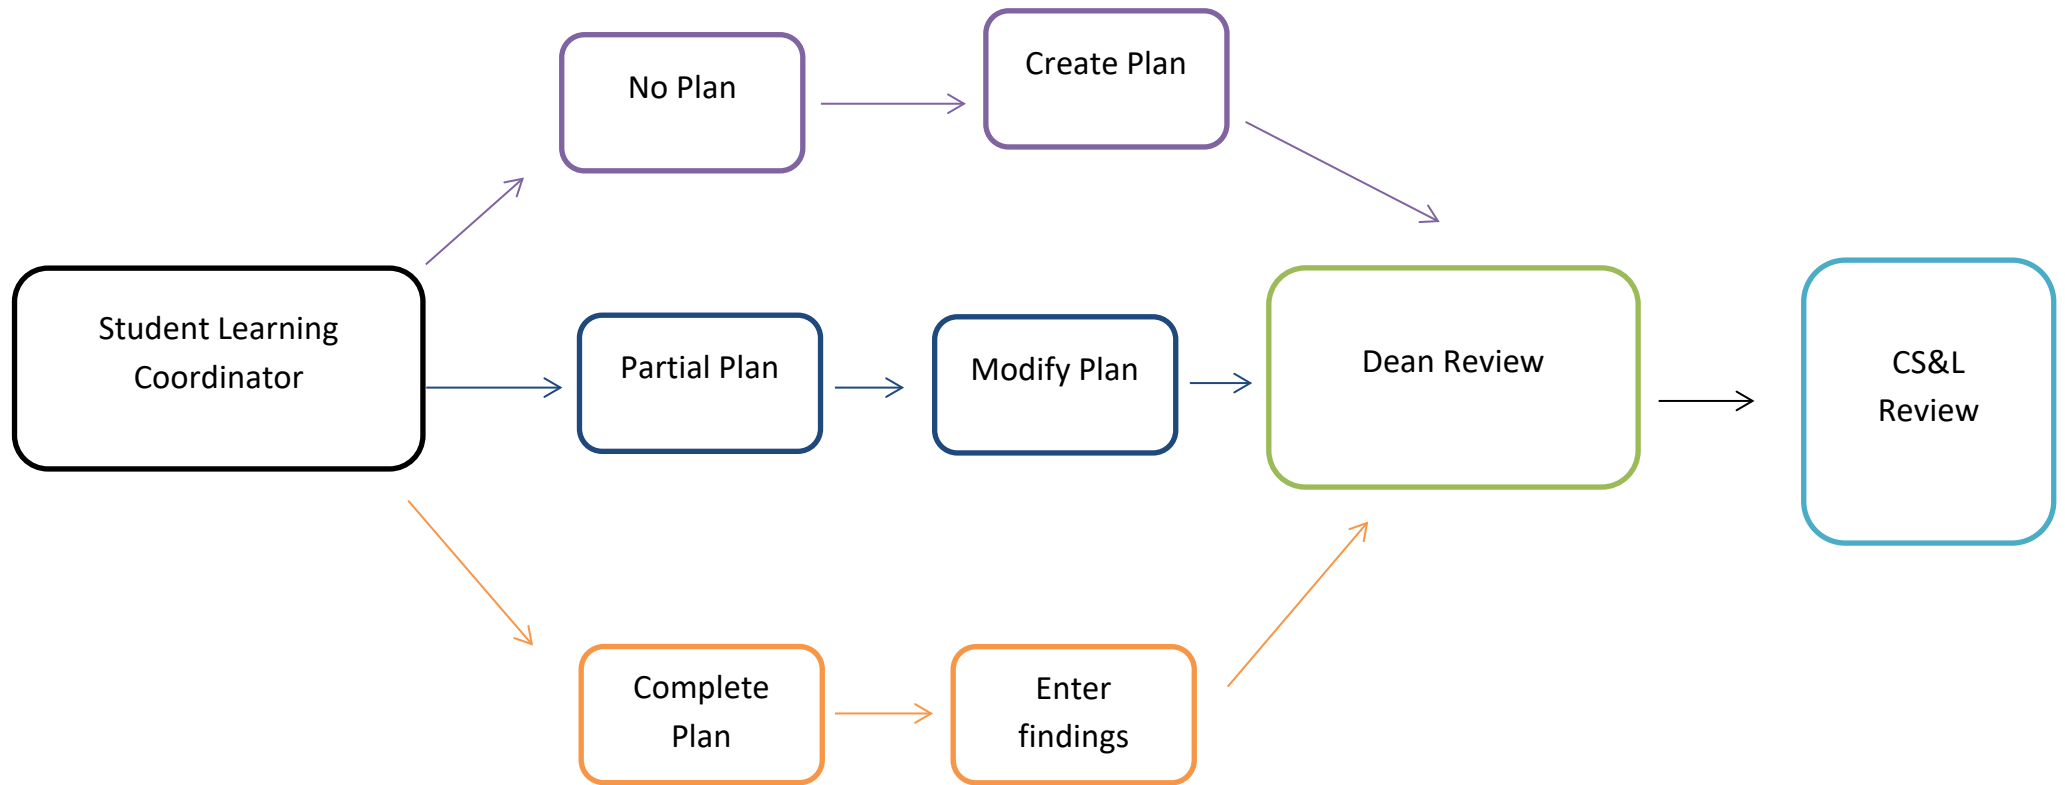 No Plan
Create Plan
Student Learning
Coordinator
Partial Plan
Modify Plan
Dean Review
CS&L
Review
Complete
Plan
Enter
findings